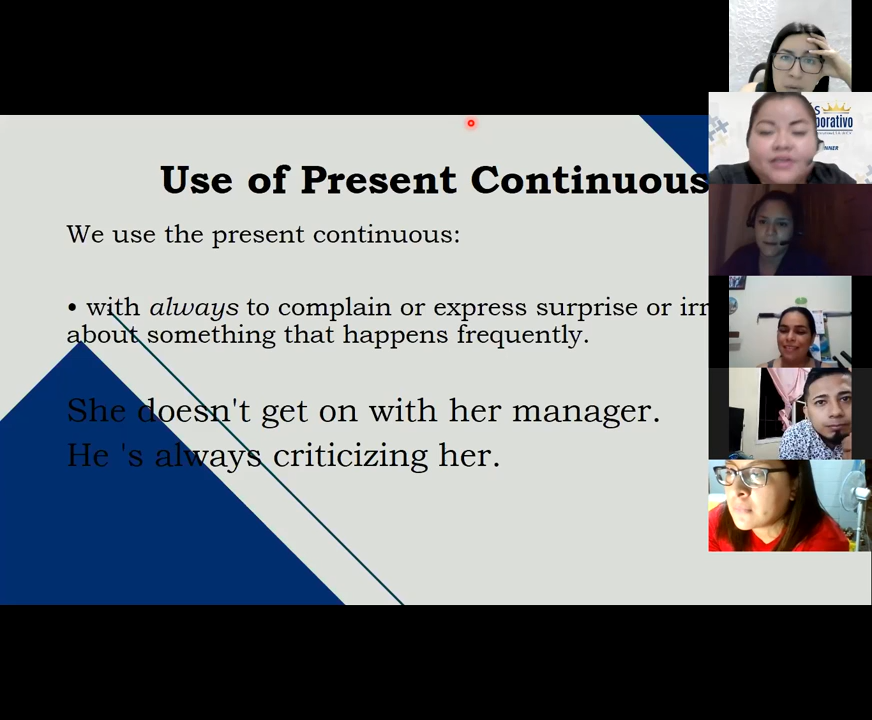 Use of Present Continuous
We use the present continuous:
• with always to complain or express surprise or irr
about something that happens frequently.
She doesn't get on with her manager.
He 's always criticizing her.
porativo